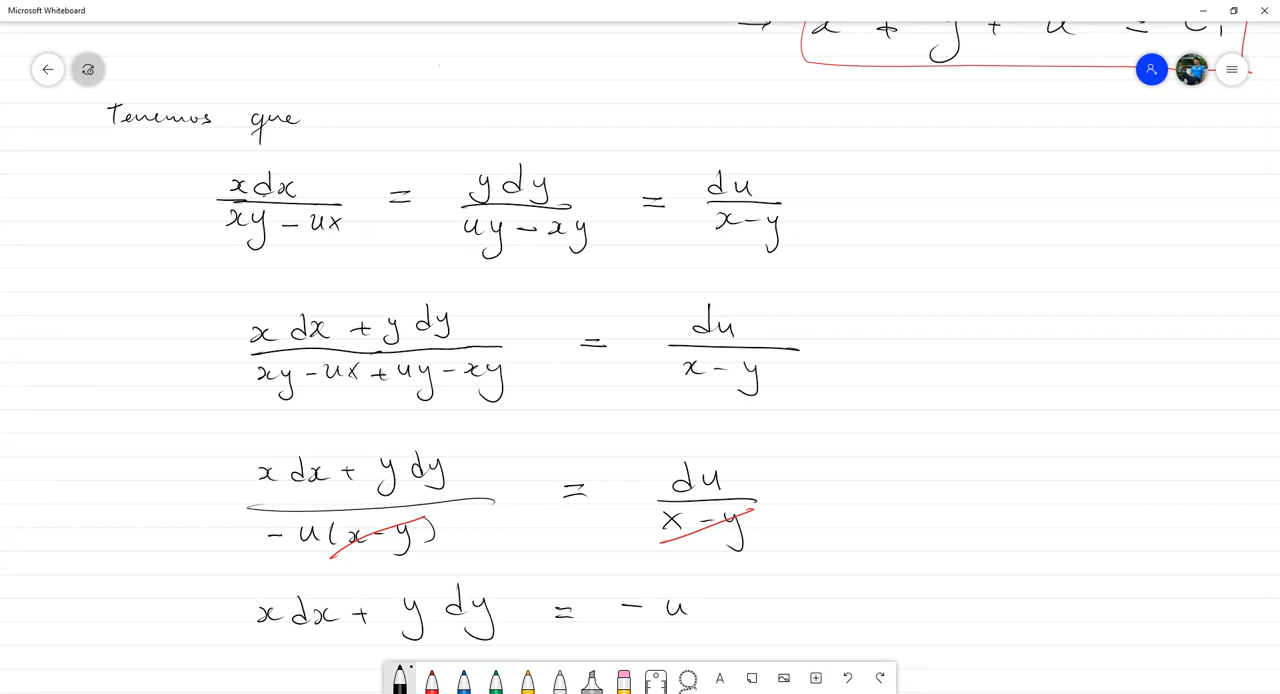 Microsoft Whiteboard
→ x + y + u = C₁
Tenemos que
x dx / (xy - ux) = y dy / (uy - xy) = du / (x - y)
(x dx + y dy) / (xy - ux + uy - xy) = du / (x - y)
(x dx + y dy) / (-u(x - y)) = du / (x - y)
x dx + y dy = - u
A